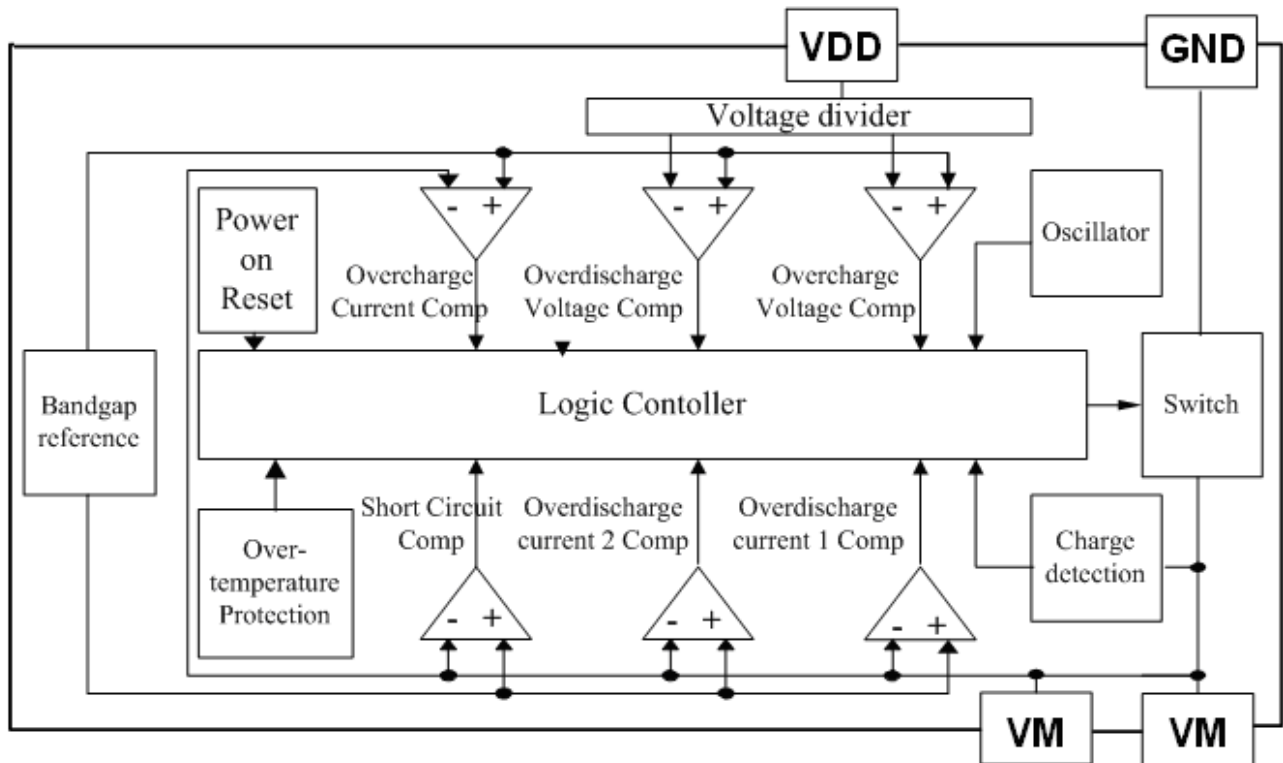 VDD
GND
Voltage divider
- +
- +
- +
Power
on
Reset
Oscillator
Overcharge
Current Comp
Overdischarge
Voltage Comp
Overcharge
Voltage Comp
Bandgap
reference
Logic Contoller
Switch
Short Circuit
Comp
Overdischarge
current 2 Comp
Overdischarge
current 1 Comp
Charge
detection
Over-
temperature
Protection
- +
- +
- +
VM
VM